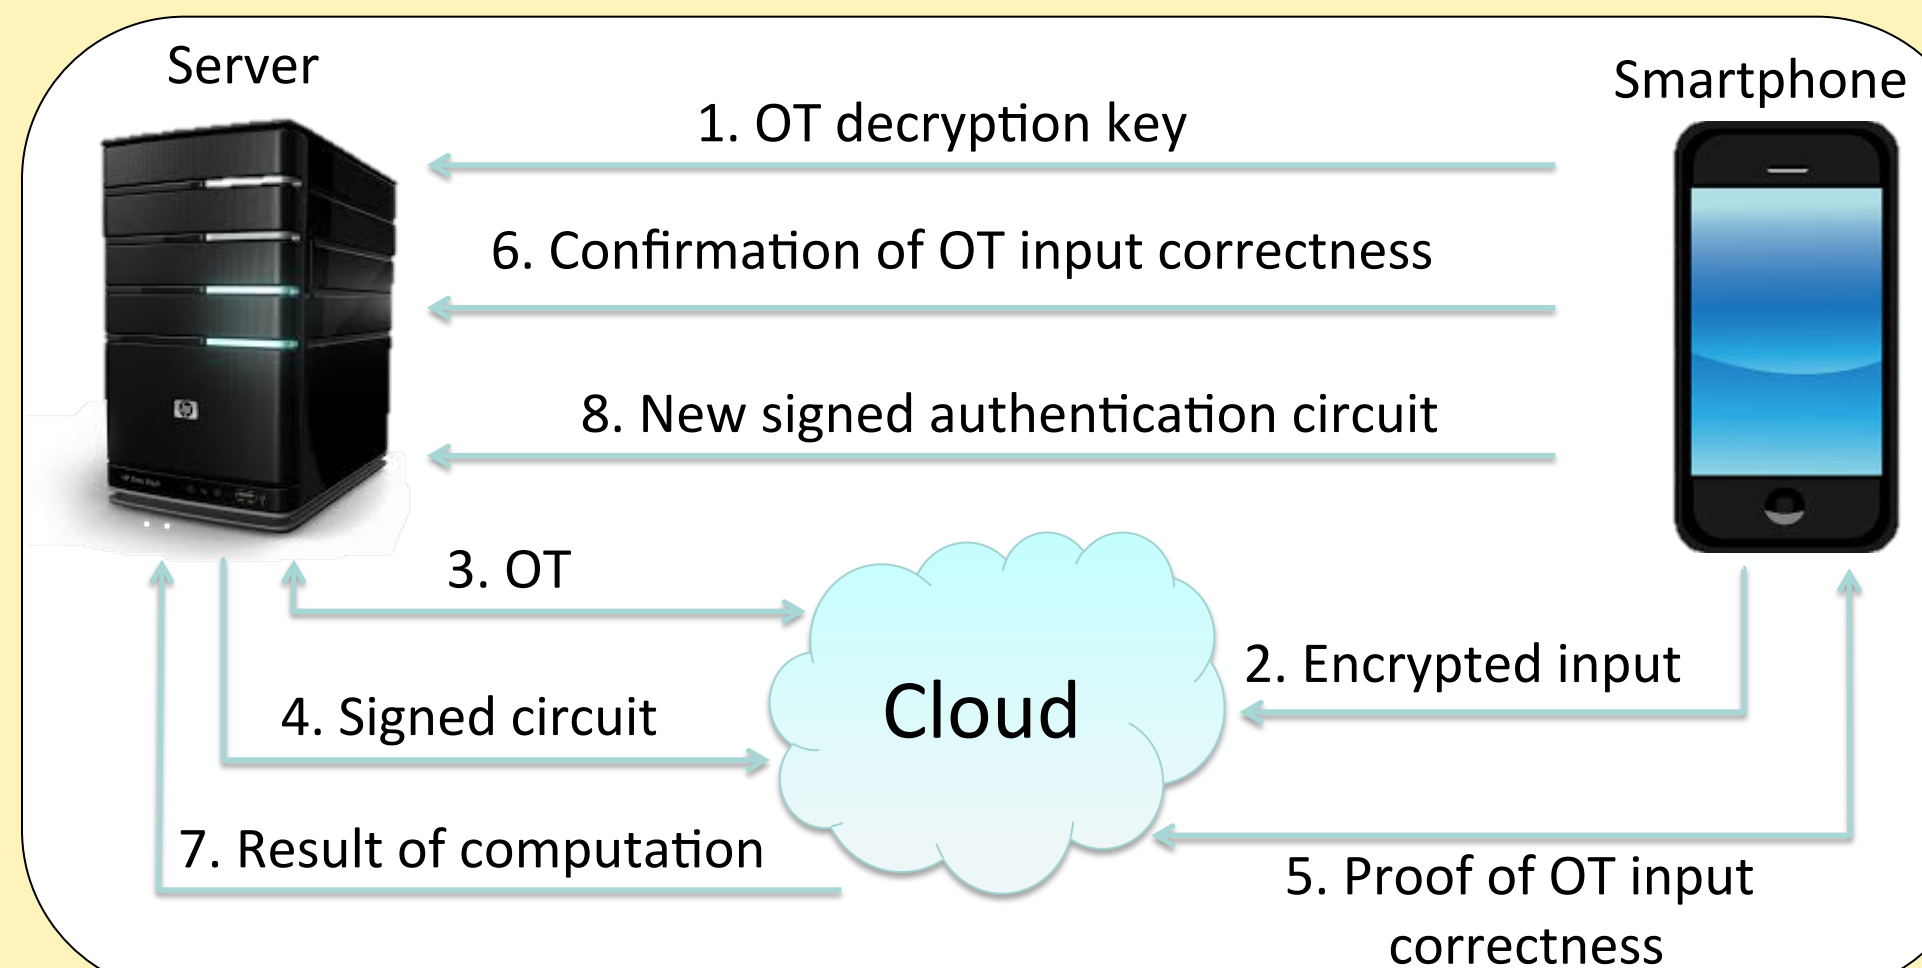 Server
Smartphone
1. OT decryption key
6. Confirmation of OT input correctness
8. New signed authentication circuit
3. OT
2. Encrypted input
Cloud
4. Signed circuit
7. Result of computation
5. Proof of OT input
correctness
hp